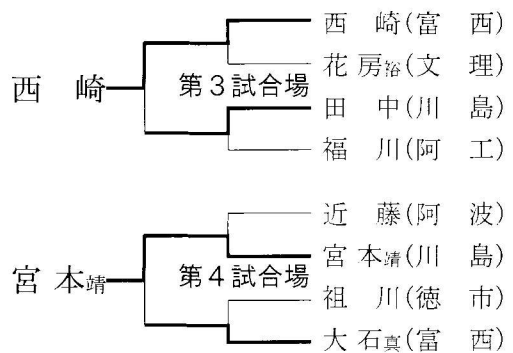 西 崎(富 西)
花 房裕(文 理)
西 崎 第3試合場
田 中(川 島)
福 川(阿 工)
近 藤(阿 波)
宮 本靖(川 島)
宮 本靖 第4試合場
祖 川(徳 市)
大 石真(富 西)